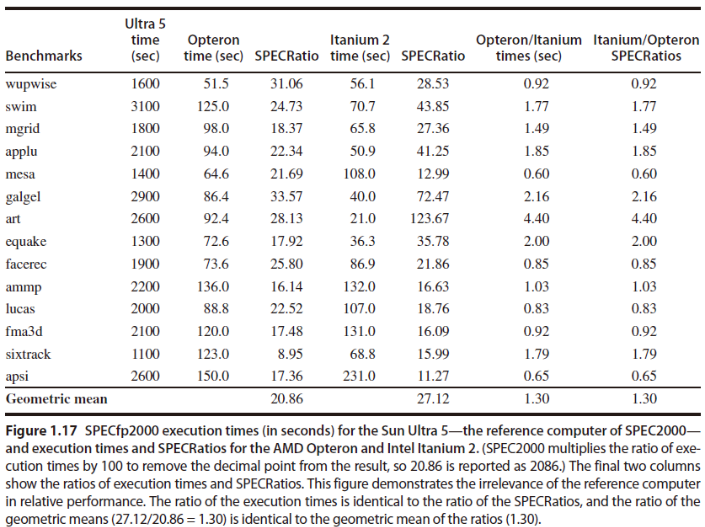 Benchmarks Ultra 5 time (sec) Opteron time (sec) SPECRatio Itanium 2 time (sec) SPECRatio Opteron/Itanium times (sec) Itanium/Opteron SPECRatios
wupwise 1600 51.5 31.06 56.1 28.53 0.92 0.92
swim 3100 125.0 24.73 70.7 43.85 1.77 1.77
mgrid 1800 98.0 18.37 65.8 27.36 1.49 1.49
applu 2100 94.0 22.34 50.9 41.25 1.85 1.85
mesa 1400 64.6 21.69 108.0 12.99 0.60 0.60
galgel 2900 86.4 33.57 40.0 72.47 2.16 2.16
art 2600 92.4 28.13 21.0 123.67 4.40 4.40
equake 1300 72.6 17.92 36.3 35.78 2.00 2.00
facerec 1900 73.6 25.80 86.9 21.86 0.85 0.85
ammp 2200 136.0 16.14 132.0 16.63 1.03 1.03
lucas 2000 88.8 22.52 107.0 18.76 0.83 0.83
fma3d 2100 120.0 17.48 131.0 16.09 0.92 0.92
sixtrack 1100 123.0 8.95 68.8 15.99 1.79 1.79
apsi 2600 150.0 17.36 231.0 11.27 0.65 0.65
Geometric mean 20.86 27.12 1.30 1.30
Figure 1.17 SPECfp2000 execution times (in seconds) for the Sun Ultra 5—the reference computer of SPEC2000—
and execution times and SPECRatios for the AMD Opteron and Intel Itanium 2. (SPEC2000 multiplies the ratio of exe-
cution times by 100 to remove the decimal point from the result, so 20.86 is reported as 2086.) The final two columns
show the ratios of execution times and SPECRatios. This figure demonstrates the irrelevance of the reference computer
in relative performance. The ratio of the execution times is identical to the ratio of the SPECRatios, and the ratio of the
geometric means (27.12/20.86 = 1.30) is identical to the geometric mean of the ratios (1.30).